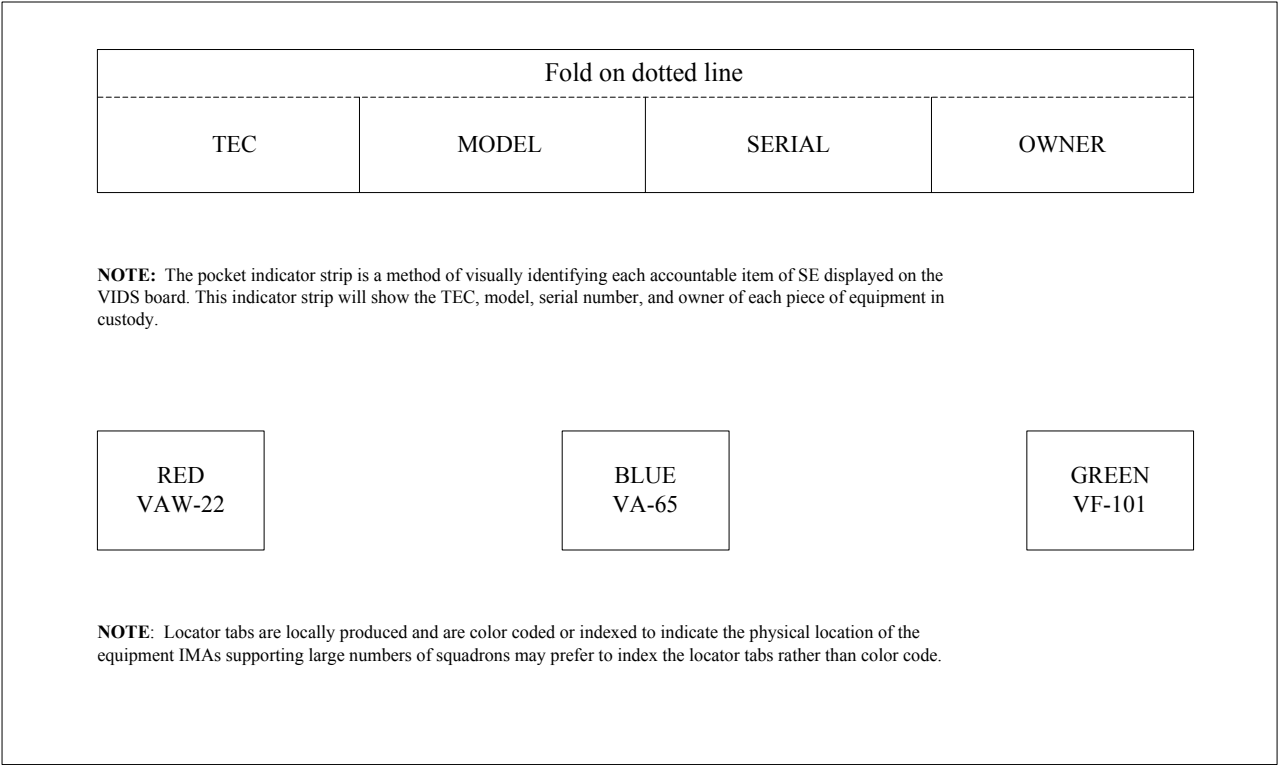 Fold on dotted line
TEC MODEL SERIAL OWNER
NOTE: The pocket indicator strip is a method of visually identifying each accountable item of SE displayed on the
VIDS board. This indicator strip will show the TEC, model, serial number, and owner of each piece of equipment in
custody.
RED BLUE GREEN
VAW-22 VA-65 VF-101
NOTE: Locator tabs are locally produced and are color coded or indexed to indicate the physical location of the
equipment IMAs supporting large numbers of squadrons may prefer to index the locator tabs rather than color code.